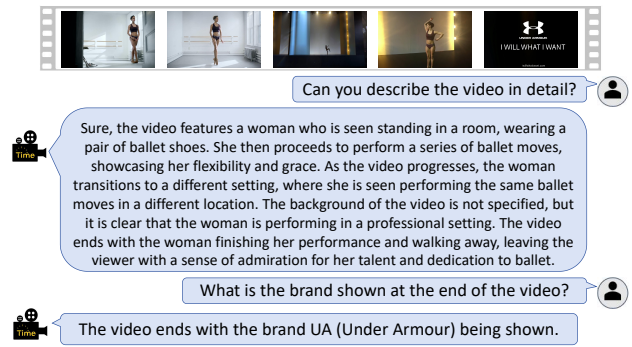 UNDER ARMOUR
I WILL WHAT I WANT
Can you describe the video in detail?
Time
Sure, the video features a woman who is seen standing in a room, wearing a
pair of ballet shoes. She then proceeds to perform a series of ballet moves,
showcasing her flexibility and grace. As the video progresses, the woman
transitions to a different setting, where she is seen performing the same ballet
moves in a different location. The background of the video is not specified, but
it is clear that the woman is performing in a professional setting. The video
ends with the woman finishing her performance and walking away, leaving the
viewer with a sense of admiration for her talent and dedication to ballet.
What is the brand shown at the end of the video?
Time
The video ends with the brand UA (Under Armour) being shown.